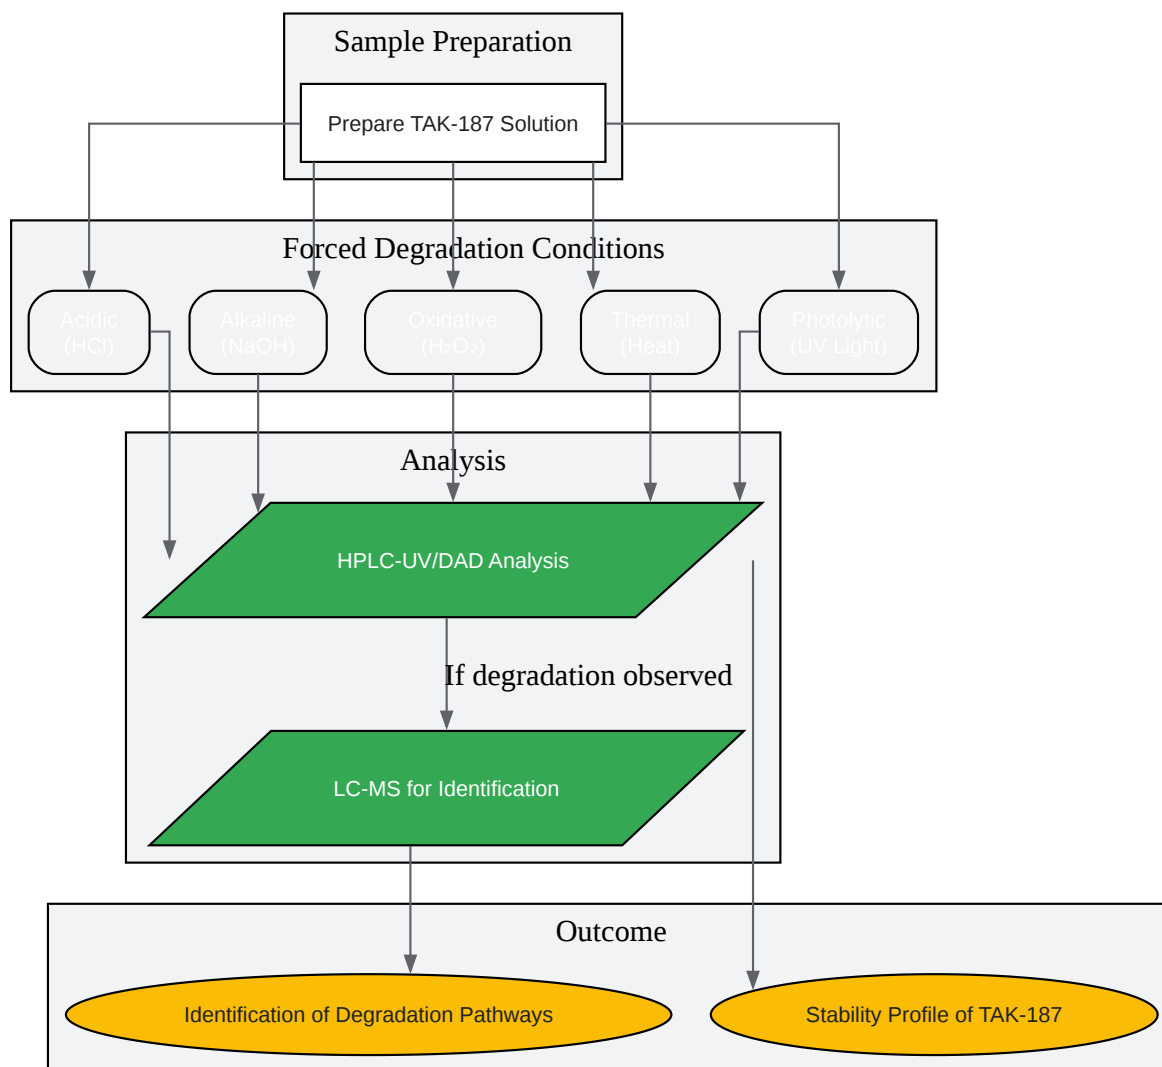 Sample Preparation
Prepare TAK-187 Solution
Forced Degradation Conditions
Acidic
(HCl)
Alkaline
(NaOH)
Oxidative
(H₂O₂)
Thermal
(Heat)
Photolytic
(UV Light)
Analysis
HPLC-UV/DAD Analysis
If degradation observed
LC-MS for Identification
Outcome
Identification of Degradation Pathways
Stability Profile of TAK-187